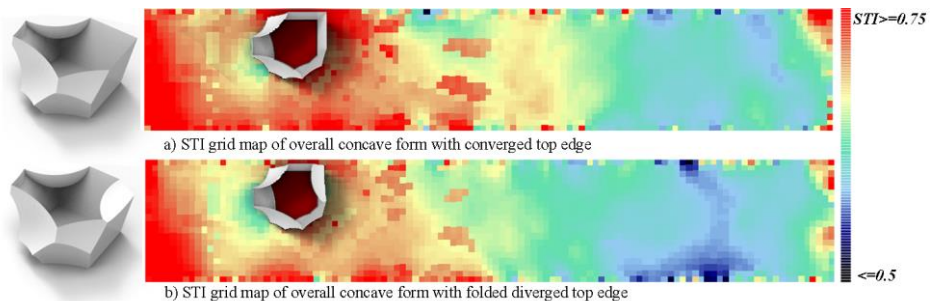 STI>=0.75
a) STI grid map of overall concave form with converged top edge
<=0.5
b) STI grid map of overall concave form with folded diverged top edge